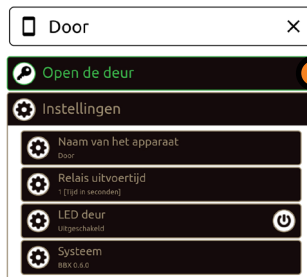 Door
Open de deur
Instellingen
Naam van het apparaat
Door
Relais uitvoertijd
1 [Tijd in seconden]
LED deur
Uitgeschakeld
Systeem
BBX 0.6.0